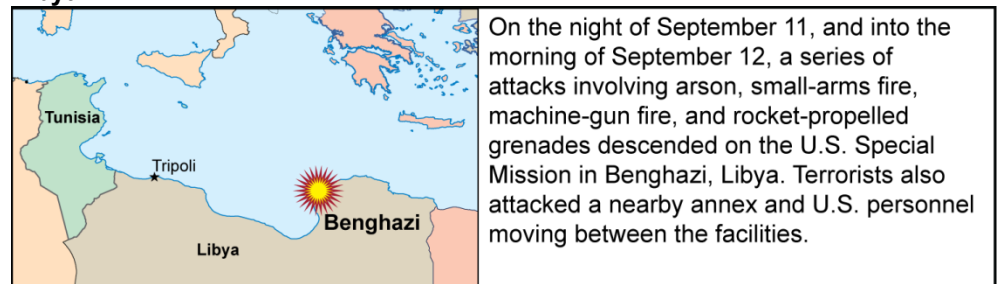 On the night of September 11, and into the
morning of September 12, a series of
attacks involving arson, small-arms fire,
machine-gun fire, and rocket-propelled
grenades descended on the U.S. Special
Mission in Benghazi, Libya. Terrorists also
attacked a nearby annex and U.S. personnel
moving between the facilities.
Tunisia
Tripoli
Benghazi
Libya